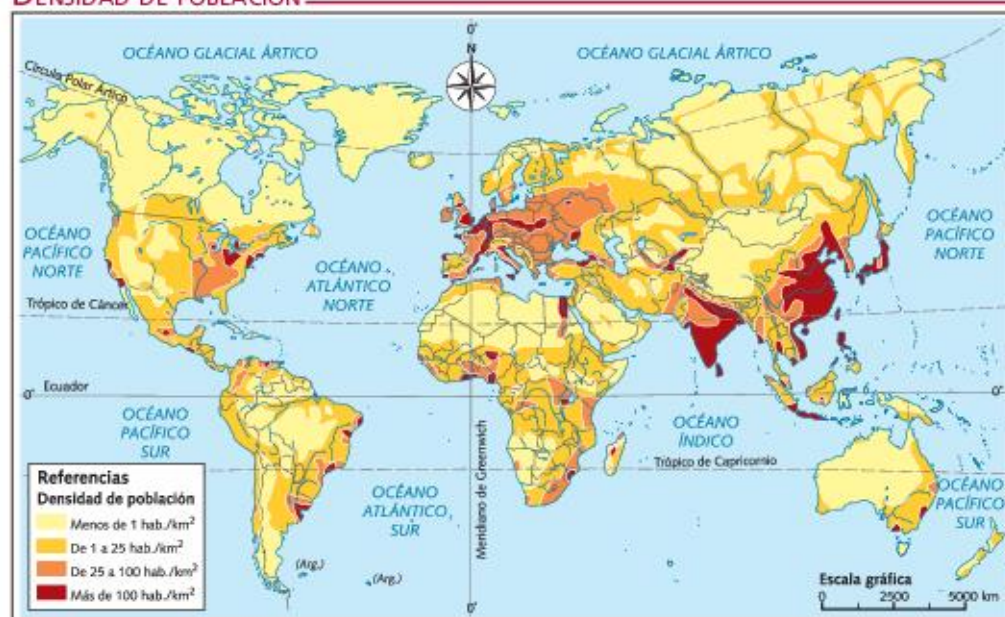 DENSIDAD DE POBLACIÓN
0°
N
OCÉANO GLACIAL ÁRTICO
OCÉANO GLACIAL ÁRTICO
Círculo Polar Ártico
OCÉANO
PACÍFICO
NORTE
OCÉANO
ATLÁNTICO
NORTE
OCÉANO
PACÍFICO
NORTE
Trópico de Cáncer
0°
Ecuador
0°
OCÉANO
PACÍFICO
SUR
OCÉANO
ÍNDICO
Trópico de Capricornio
Meridiano de Greenwich
OCÉANO
ATLÁNTICO
SUR
OCÉANO
PACÍFICO
SUR
(Arg.)
(Arg.)
0°
Referencias
Densidad de población
Menos de 1 hab./km²
De 1 a 25 hab./km²
De 25 a 100 hab./km²
Más de 100 hab./km²
Escala gráfica
0 2500 5000 km